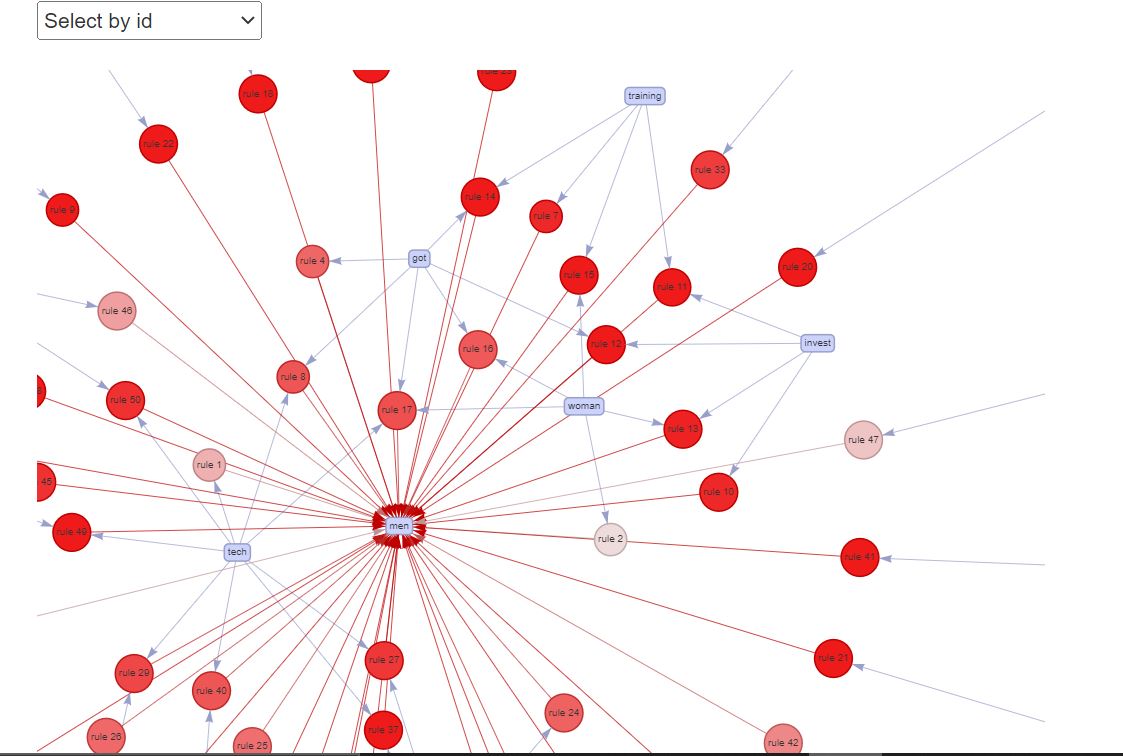 Select by id
rule 23
rule 18
training
rule 22
rule 33
rule 14
rule 9
rule 7
got
rule 4
rule 20
rule 15
rule 11
rule 46
invest
rule 12
rule 16
rule 8
rule 50
woman
rule 17
rule 13
rule 47
rule 1
45
rule 10
men
rule 49
rule 2
tech
rule 41
rule 21
rule 27
rule 29
rule 40
rule 24
rule 37
rule 26
rule 42
rule 25